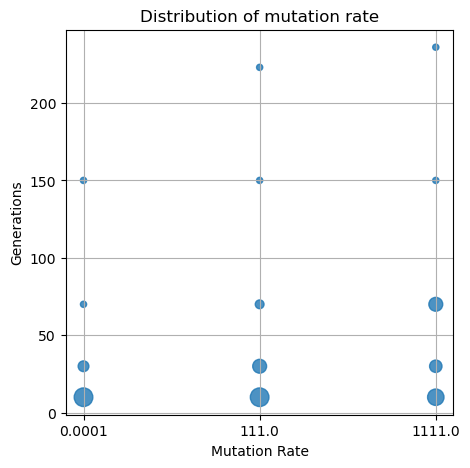 Distribution of mutation rate
200
150
100
50
0
Generations
0.0001 111.0 1111.0
Mutation Rate